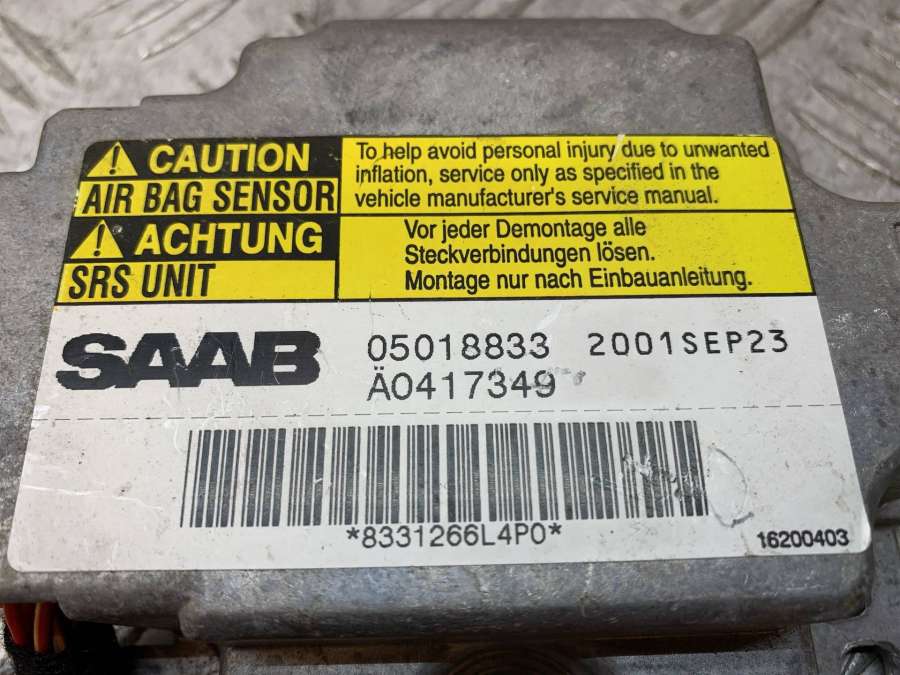 CAUTION
AIR BAG SENSOR
To help avoid personal injury due to unwanted
inflation, service only as specified in the
vehicle manufacturer's service manual.
ACHTUNG
SRS UNIT
Vor jeder Demontage alle
Steckverbindungen lösen.
Montage nur nach Einbauanleitung.
SAAB
05018833 2001SEP23
Ä0417349
*8331266L4P0*
16200403